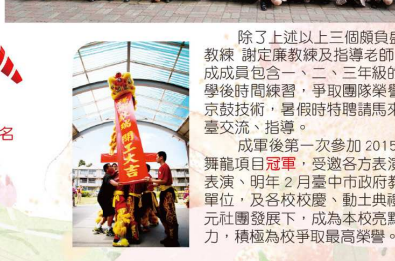 除了上述以上三個頗負盛
教練 謝定廉教練及指導老師
成成員包含一、二、三年級的
學後時間練習，爭取團隊榮譽
京鼓技術，暑假時特聘請馬來
臺交流、指導。
成軍後第一次參加 2015
舞龍項目冠軍，受邀各方表演
表演、明年 2 月臺中市政府教
單位，及各校校慶、動土典禮
元社團發展下，成為本校亮點
力，積極為校爭取最高榮譽。
名
開工大吉